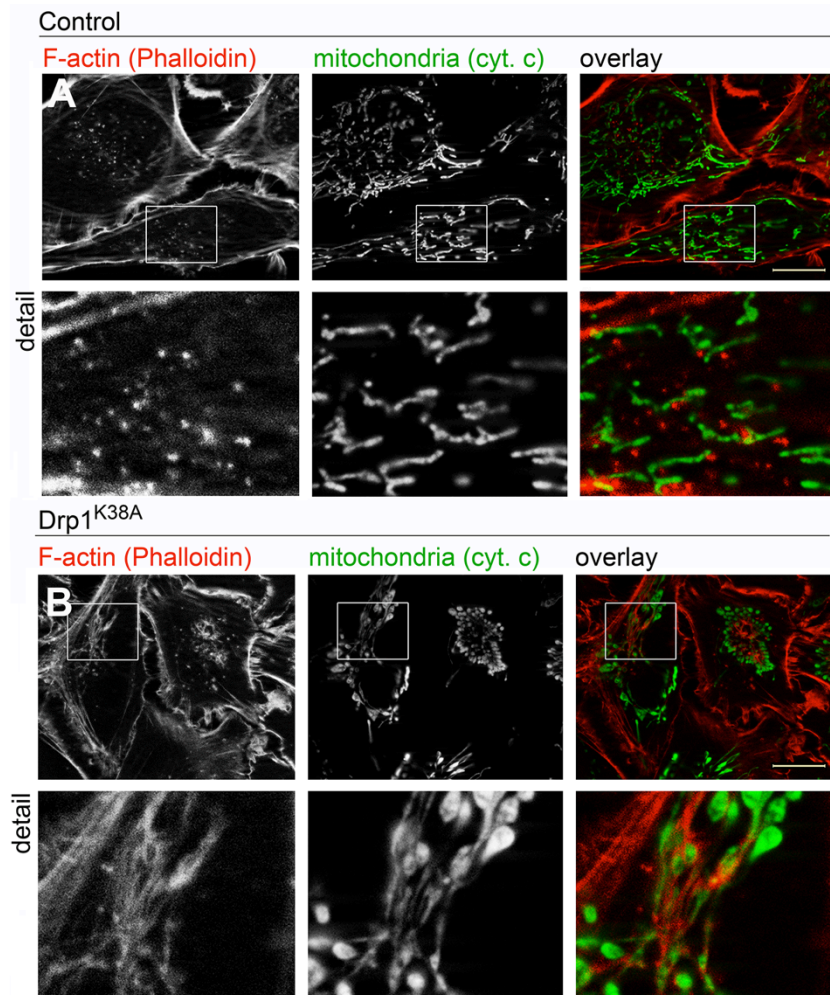 Control
F-actin (Phalloidin) mitochondria (cyt. c) overlay
A
detail
Drp1K38A
F-actin (Phalloidin) mitochondria (cyt. c) overlay
B
detail